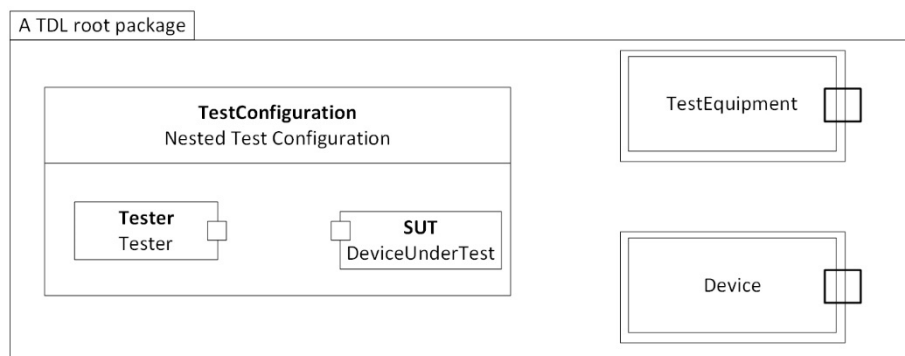 A TDL root package
TestConfiguration
Nested Test Configuration
Tester
Tester
SUT
DeviceUnderTest
TestEquipment
Device